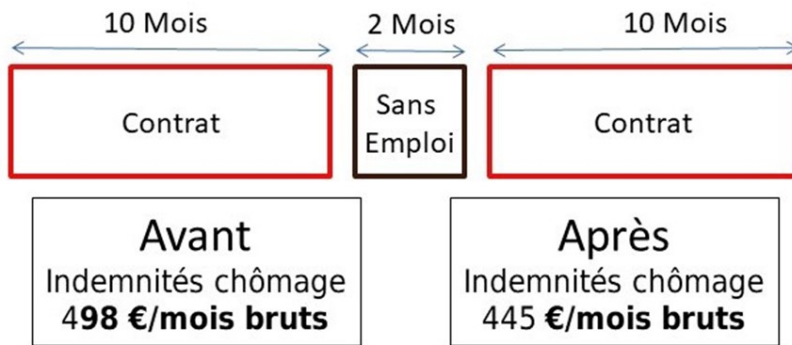 10 Mois
2 Mois
10 Mois
Contrat
Sans
Emploi
Contrat
Avant
Indemnités chômage
498 €/mois bruts
Après
Indemnités chômage
445 €/mois bruts